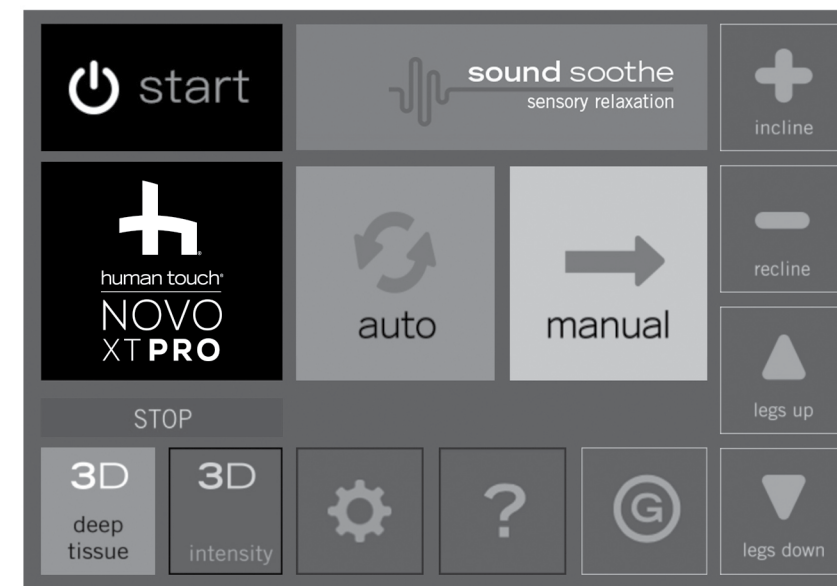 start
sound soothe
sensory relaxation
incline
human touch®
NOVO
XT PRO
auto
manual
recline
STOP
legs up
3D
deep
tissue
3D
intensity
?
G
legs down